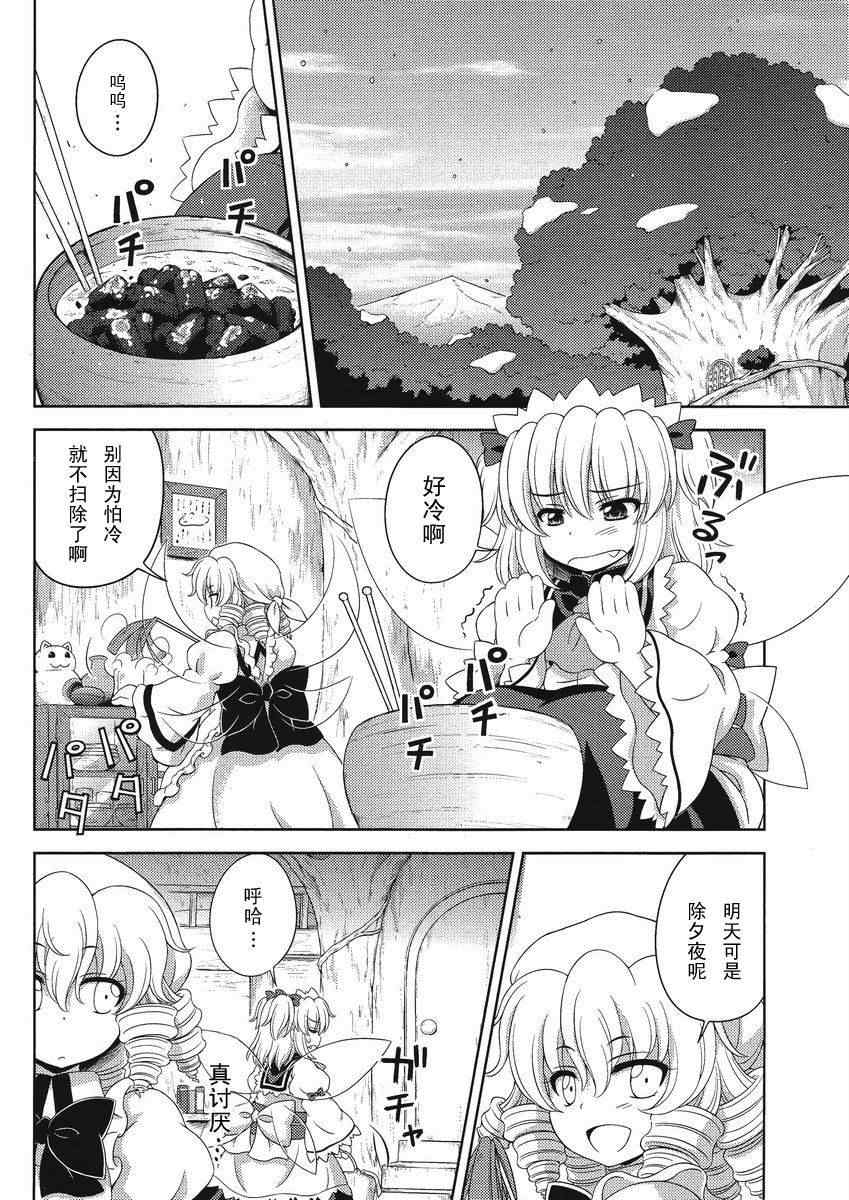 呜呜…
パチ
パチ
好冷啊
ぶるっ
パチ
パチ
别因为怕冷
就不扫除了啊
パタ
パタ
明天可是
除夕夜呢
呼哈…
真讨厌…
ガチャ